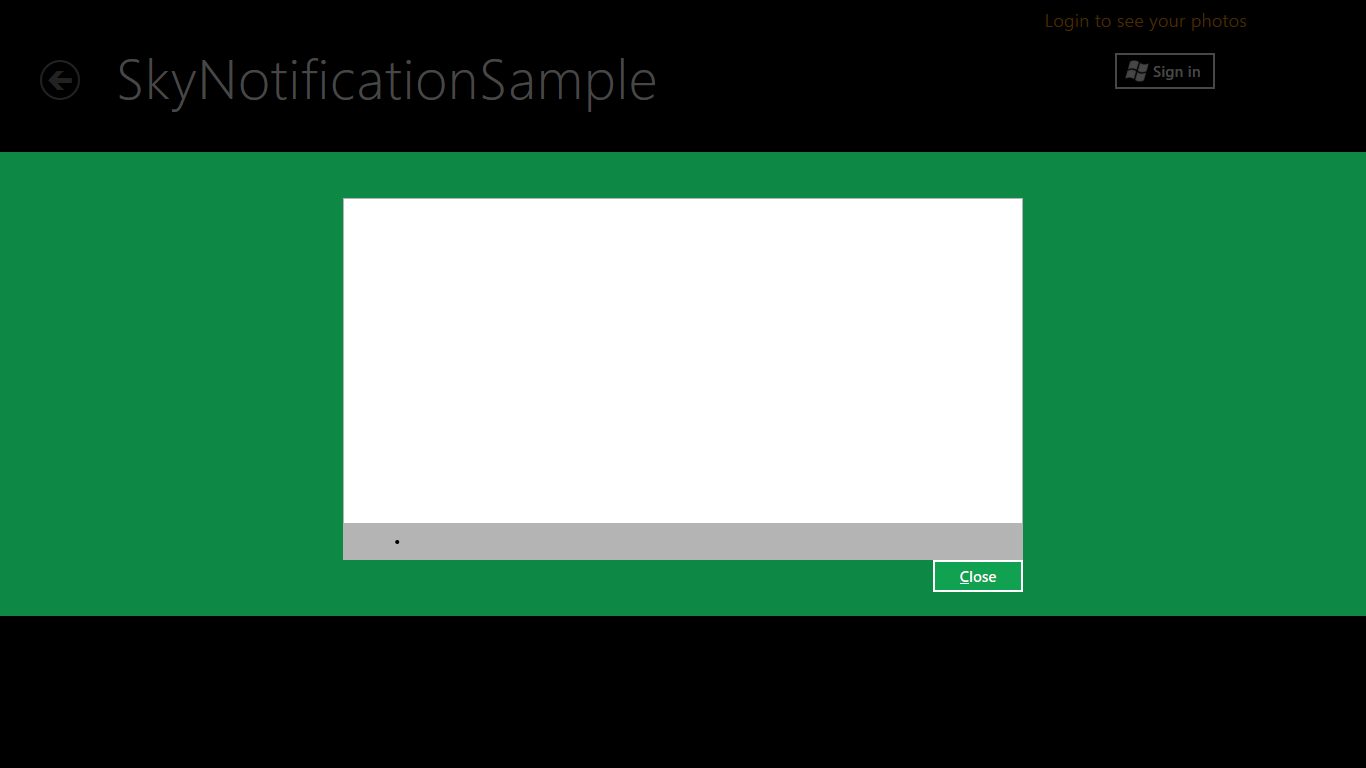 Login to see your photos
SkyNotificationSample
Sign in
Close